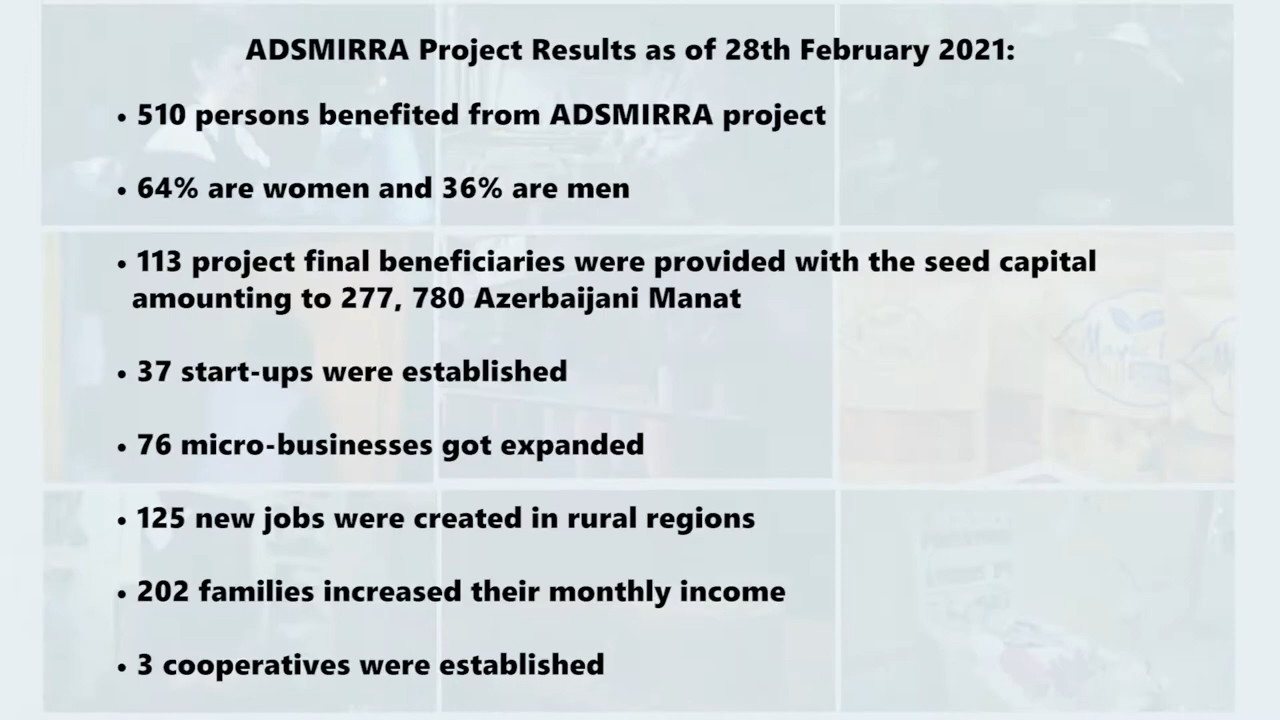 ADSMIRRA Project Results as of 28th February 2021:
• 510 persons benefited from ADSMIRRA project
• 64% are women and 36% are men
• 113 project final beneficiaries were provided with the seed capital
amounting to 277, 780 Azerbaijani Manat
• 37 start-ups were established
• 76 micro-businesses got expanded
• 125 new jobs were created in rural regions
• 202 families increased their monthly income
• 3 cooperatives were established